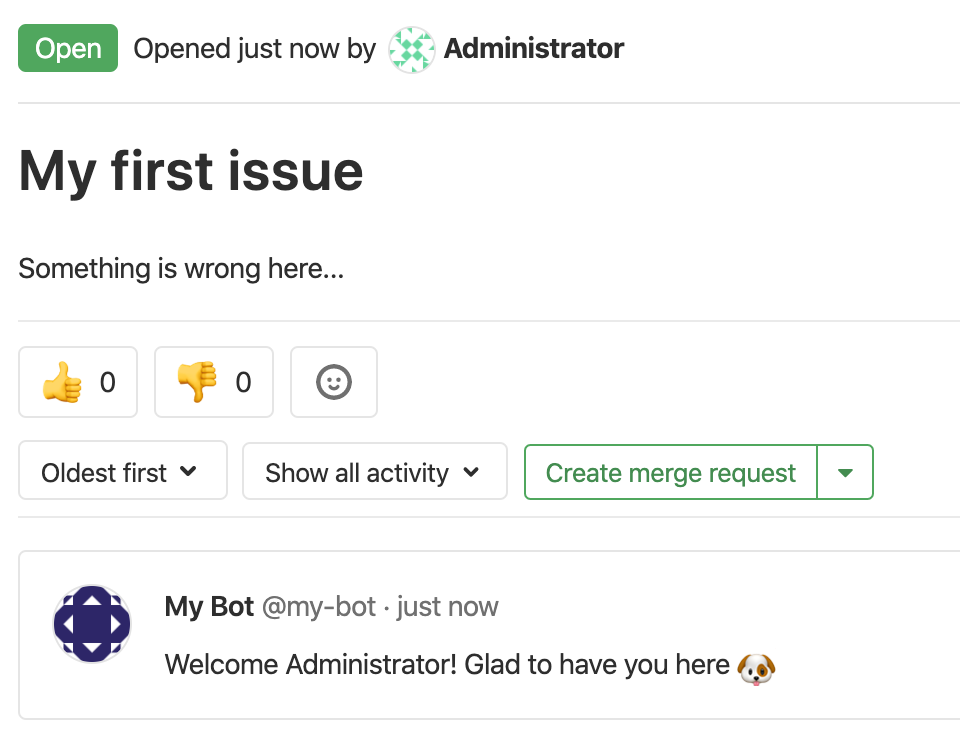 Open Opened just now by Administrator
My first issue
Something is wrong here...
0 0
Oldest first Show all activity Create merge request
My Bot @my-bot · just now
Welcome Administrator! Glad to have you here 🐶